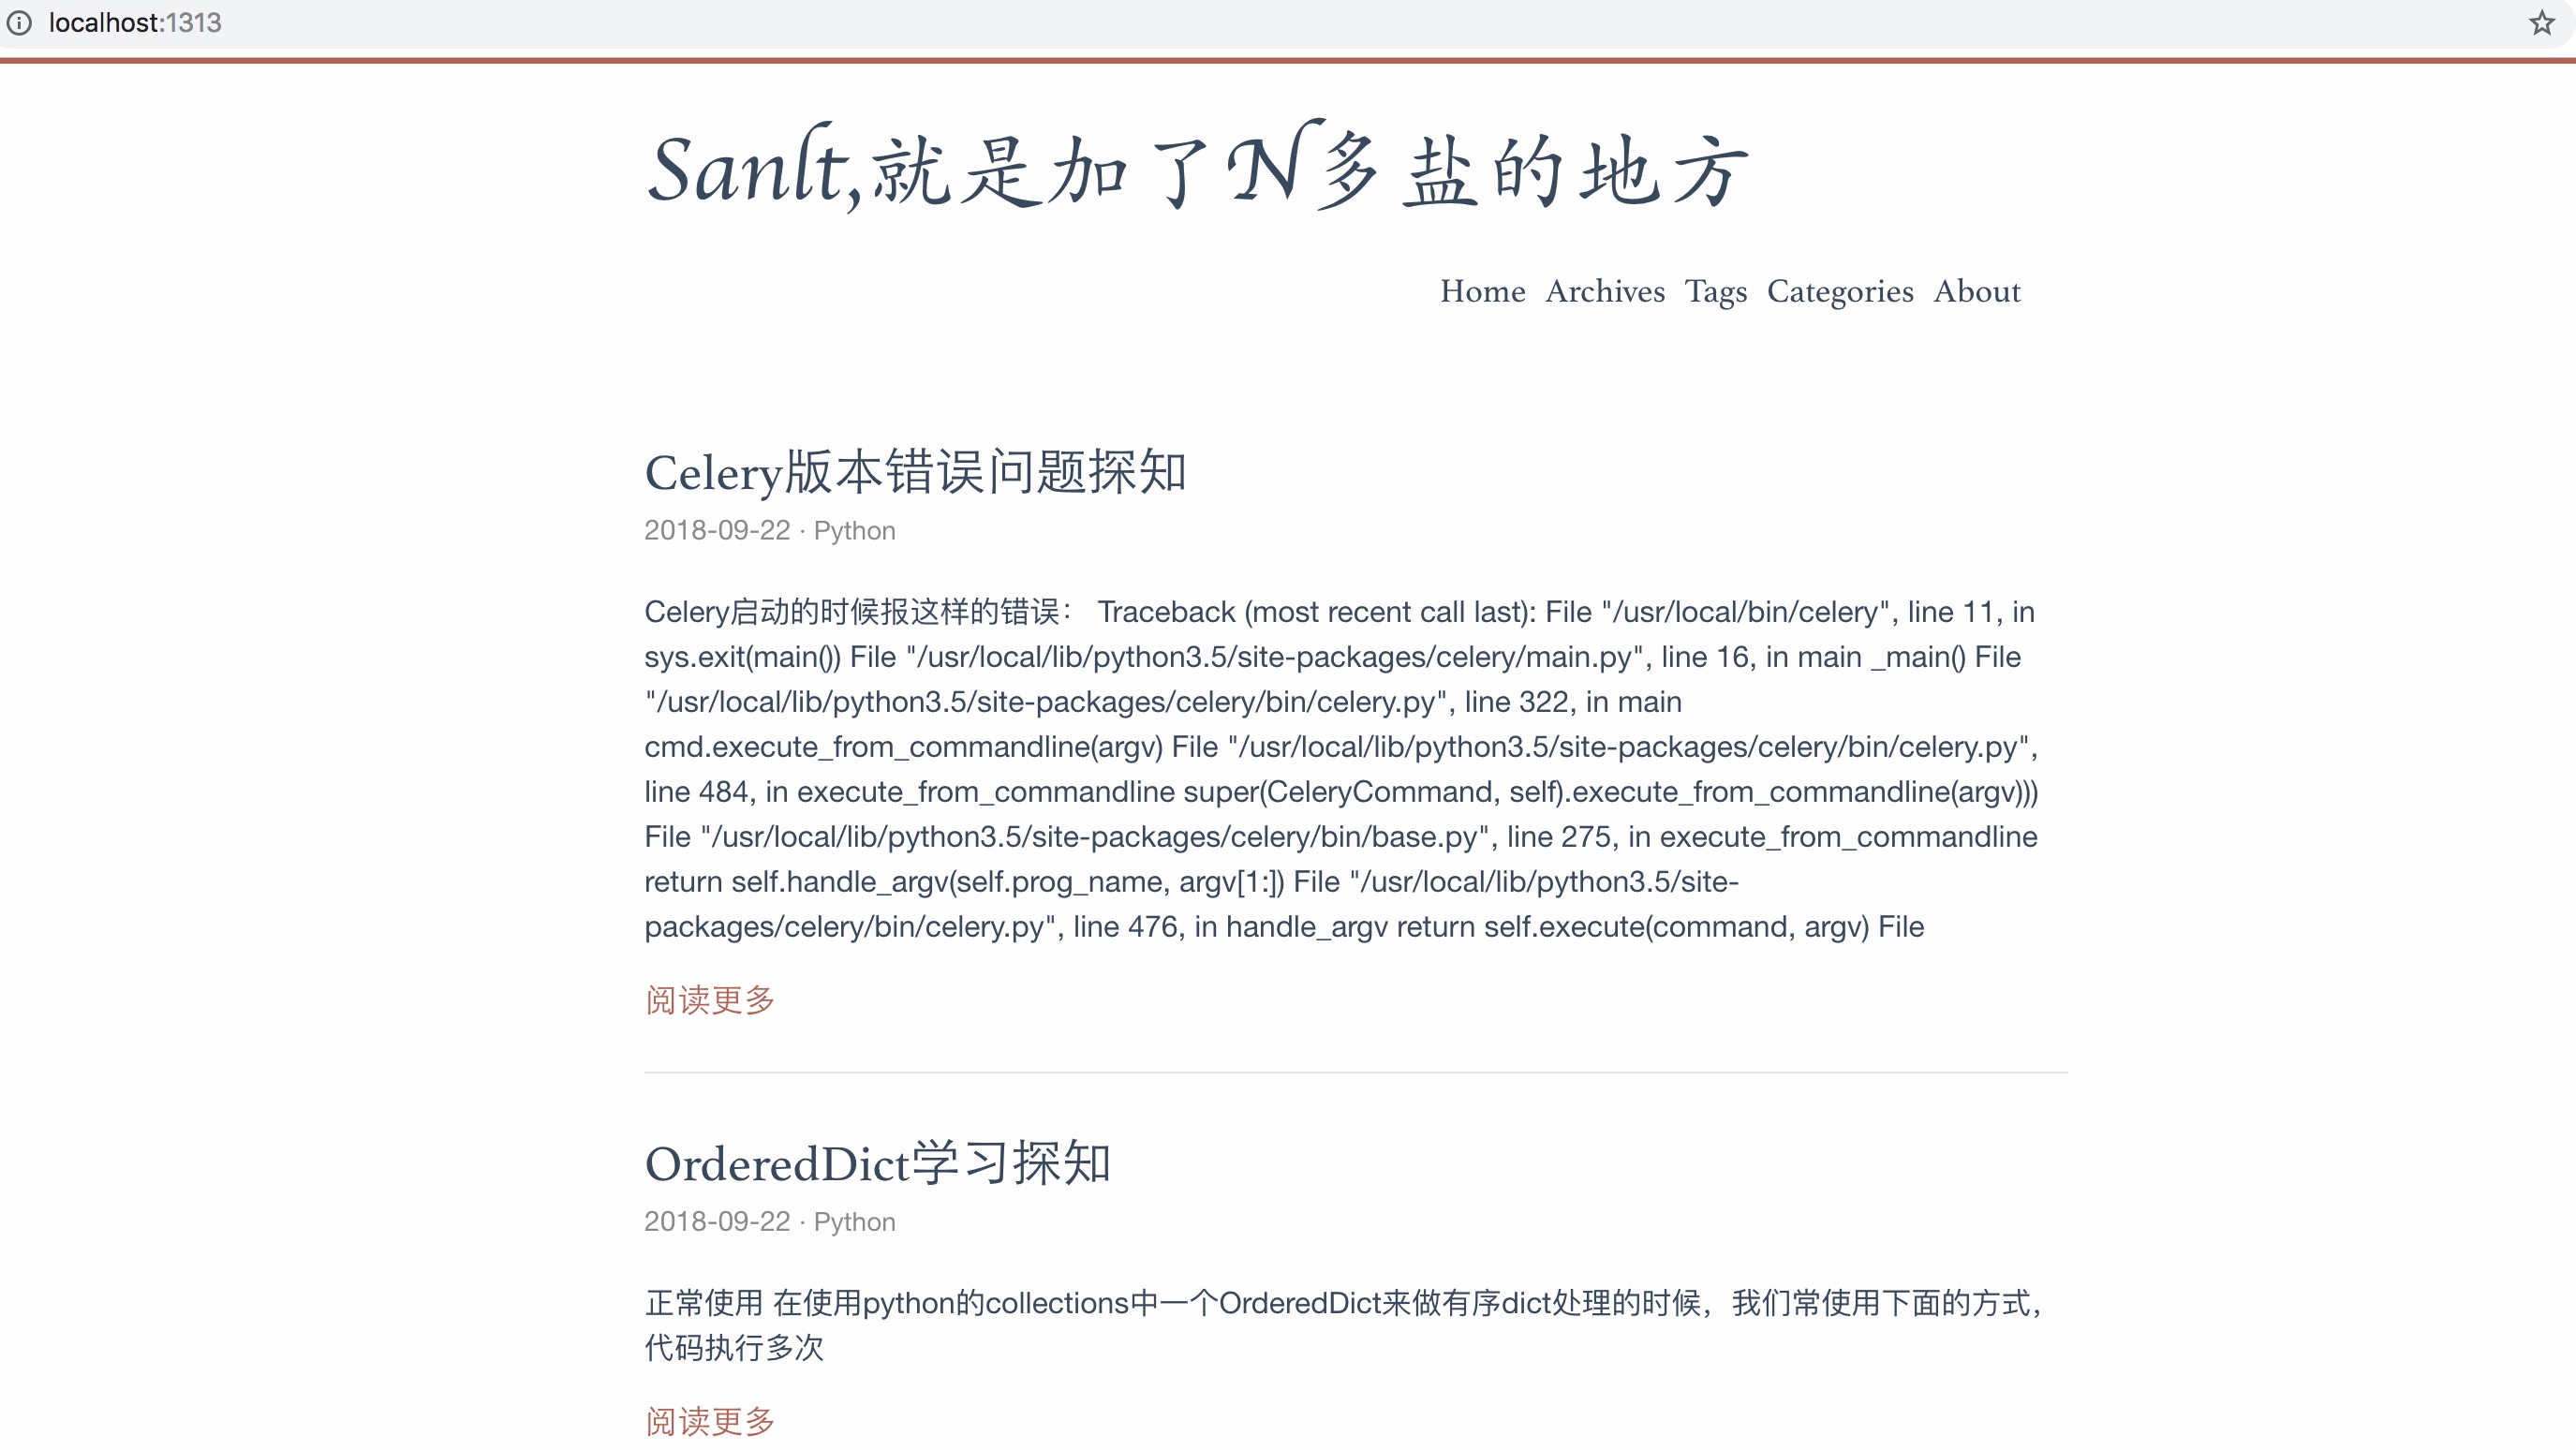 localhost:1313
Sanlt,就是加了N多盐的地方
Home Archives Tags Categories About
Celery版本错误问题探知
2018-09-22 · Python
Celery启动的时候报这样的错误： Traceback (most recent call last): File "/usr/local/bin/celery", line 11, in
sys.exit(main()) File "/usr/local/lib/python3.5/site-packages/celery/main.py", line 16, in main _main() File
"/usr/local/lib/python3.5/site-packages/celery/bin/celery.py", line 322, in main
cmd.execute_from_commandline(argv) File "/usr/local/lib/python3.5/site-packages/celery/bin/celery.py",
line 484, in execute_from_commandline super(CeleryCommand, self).execute_from_commandline(argv)))
File "/usr/local/lib/python3.5/site-packages/celery/bin/base.py", line 275, in execute_from_commandline
return self.handle_argv(self.prog_name, argv[1:]) File "/usr/local/lib/python3.5/site-
packages/celery/bin/celery.py", line 476, in handle_argv return self.execute(command, argv) File
阅读更多
OrderedDict学习探知
2018-09-22 · Python
正常使用 在使用python的collections中一个OrderedDict来做有序dict处理的时候，我们常使用下面的方式，
代码执行多次
阅读更多